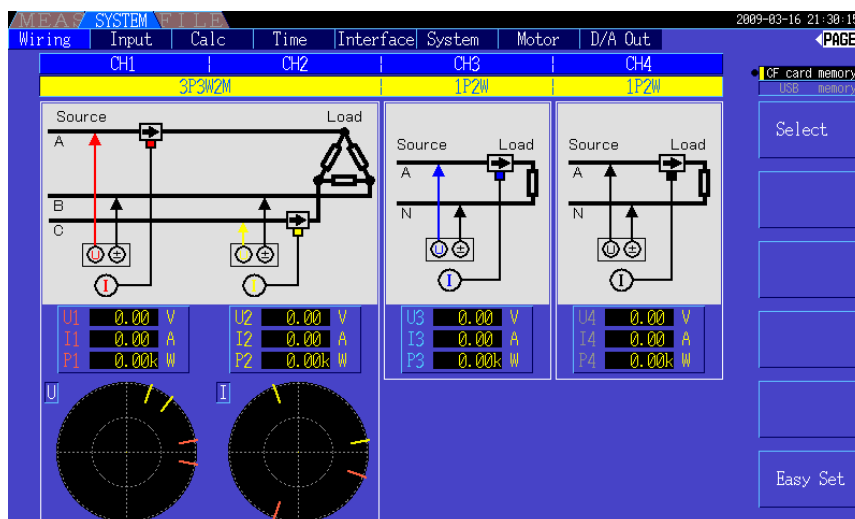 MEAS SYSTEM FILE 2009-03-16 21:30:15
Wiring Input Calc Time Interface System Motor D/A Out PAGE
CH1 CH2 CH3 CH4
3P3W2M 1P2W 1P2W
CF card memory
USB memory
Source Load
A
B
C
U ± U ±
I I
Source Load
A
N
U ±
I
Source Load
A
N
U ±
I
Select
U1 0.00 V U2 0.00 V U3 0.00 V U4 0.00 V
I1 0.00 A I2 0.00 A I3 0.00 A I4 0.00 A
P1 0.00k W P2 0.00k W P3 0.00k W P4 0.00k W
U I
Easy Set